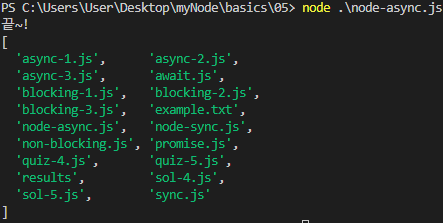 PS C:\Users\User\Desktop\myNode\basics\05> node .\node-async.js
끝~!
[
'async-1.js', 'async-2.js',
'async-3.js', 'await.js',
'blocking-1.js', 'blocking-2.js',
'blocking-3.js', 'example.txt',
'node-async.js', 'node-sync.js',
'non-blocking.js', 'promise.js',
'quiz-4.js', 'quiz-5.js',
'results', 'sol-4.js',
'sol-5.js', 'sync.js'
]